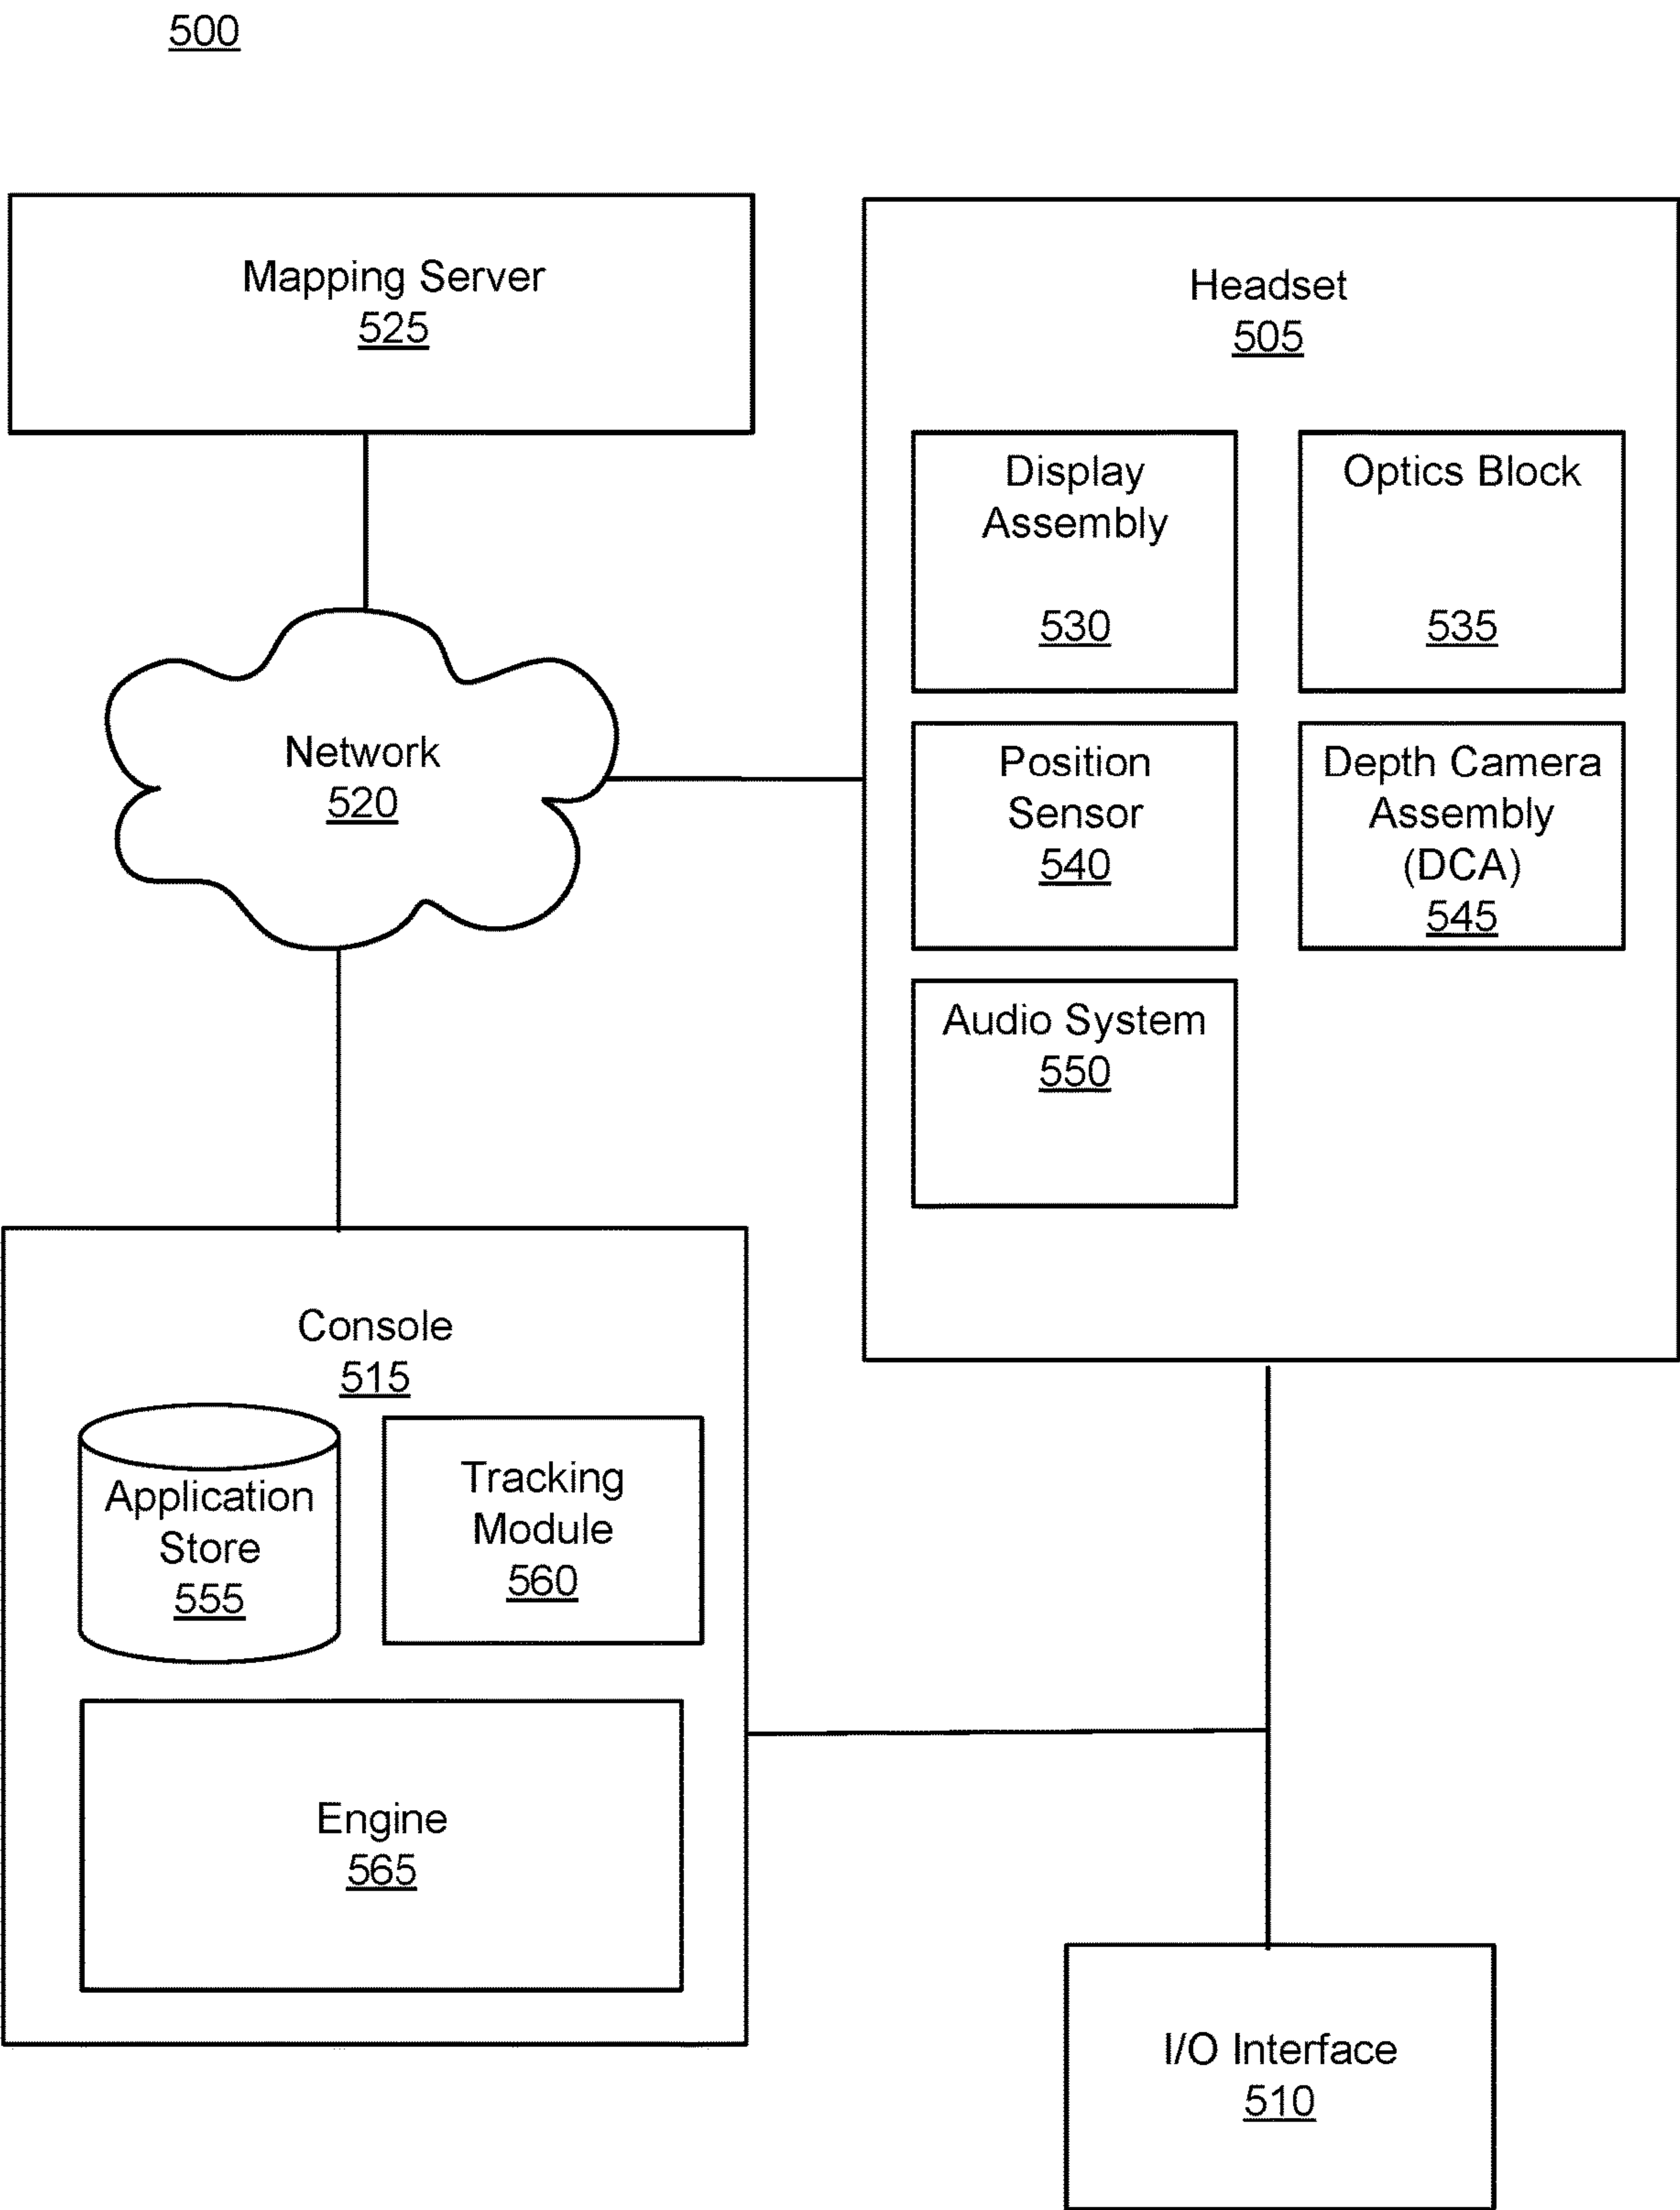 500
Mapping Server
525
Headset
505
Display
Assembly
530
Optics Block
535
Network
520
Position
Sensor
540
Depth Camera
Assembly
(DCA)
545
Audio System
550
Console
515
Application
Store
555
Tracking
Module
560
Engine
565
I/O Interface
510